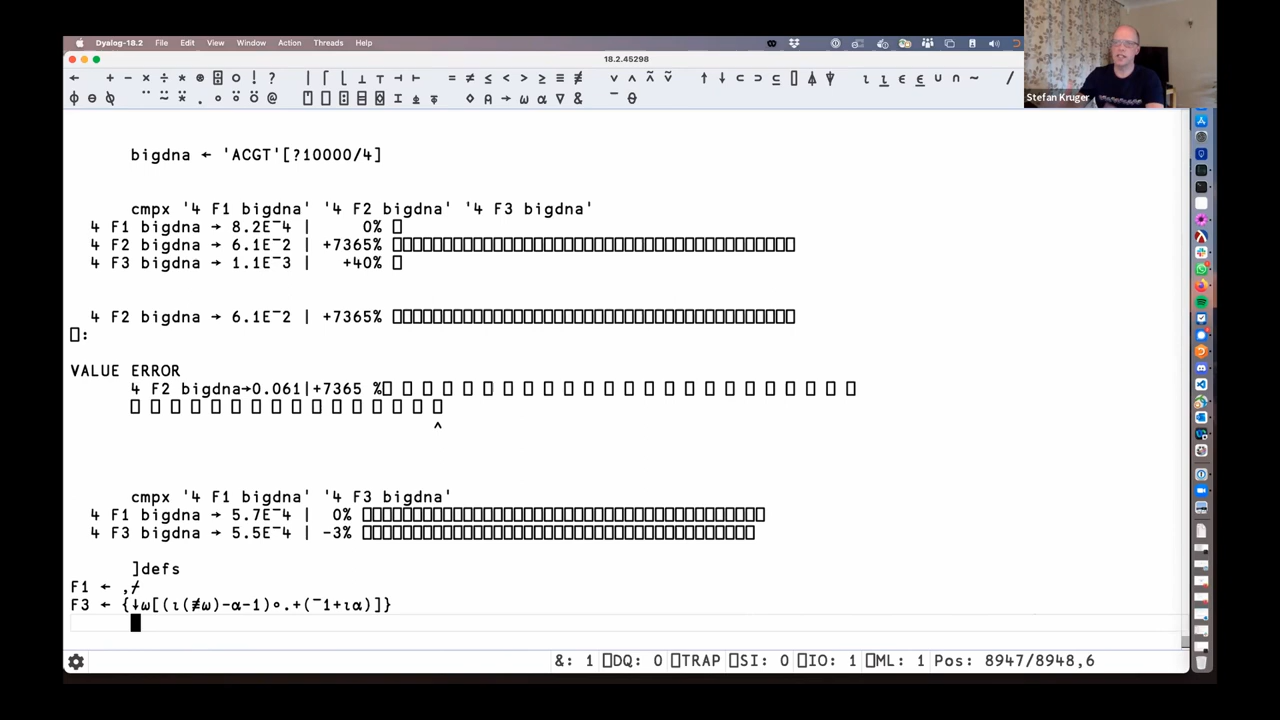 Dyalog-18.2 File Edit View Window Action Threads Help
18.2.45298
← + - × ÷ * ⍟ ⌹ ○ ! ? | ⌈ ⌊ ⊥ ⊤ ⊣ ⊢ = ≠ ≤ < > ≥ ≡ ≢ ∨ ∧ ⍱ ⍲ ↑ ↓ ⊂ ⊃ ⊆ ⌷ ⍋ ⍒ ⍳ ⍸ ∊ ⍷ ∪ ∩ ~ /
⌽ ⊖ ⍉ ¨ ⍨ ⍣ . ∘ ⍤ ⍥ @ ⍞ ⎕ ⍠ ⌸ ⌺ ⌶ ⍎ ⍕ ⋄ ⍝ → ⍵ ⍺ ∇ & ¯ ⍬
Stefan Kruger
bigdna ← 'ACGT'[?10000/4]
cmpx '4 F1 bigdna' '4 F2 bigdna' '4 F3 bigdna'
4 F1 bigdna → 8.2E¯4 | 0% ⎕
4 F2 bigdna → 6.1E¯2 | +7365% ⎕⎕⎕⎕⎕⎕⎕⎕⎕⎕⎕⎕⎕⎕⎕⎕⎕⎕⎕⎕⎕⎕⎕⎕⎕⎕⎕⎕⎕⎕⎕⎕⎕⎕⎕⎕⎕⎕⎕⎕
4 F3 bigdna → 1.1E¯3 | +40% ⎕
4 F2 bigdna → 6.1E¯2 | +7365% ⎕⎕⎕⎕⎕⎕⎕⎕⎕⎕⎕⎕⎕⎕⎕⎕⎕⎕⎕⎕⎕⎕⎕⎕⎕⎕⎕⎕⎕⎕⎕⎕⎕⎕⎕⎕⎕⎕⎕⎕
⎕:
VALUE ERROR
4 F2 bigdna→0.061|+7365 %⎕ ⎕ ⎕ ⎕ ⎕ ⎕ ⎕ ⎕ ⎕ ⎕ ⎕ ⎕ ⎕ ⎕ ⎕ ⎕ ⎕ ⎕ ⎕ ⎕ ⎕ ⎕ ⎕ ⎕
⎕ ⎕ ⎕ ⎕ ⎕ ⎕ ⎕ ⎕ ⎕ ⎕ ⎕ ⎕ ⎕ ⎕ ⎕ ⎕
^
cmpx '4 F1 bigdna' '4 F3 bigdna'
4 F1 bigdna → 5.7E¯4 | 0% ⎕⎕⎕⎕⎕⎕⎕⎕⎕⎕⎕⎕⎕⎕⎕⎕⎕⎕⎕⎕⎕⎕⎕⎕⎕⎕⎕⎕⎕⎕⎕⎕⎕⎕⎕⎕⎕⎕⎕⎕
4 F3 bigdna → 5.5E¯4 | -3% ⎕⎕⎕⎕⎕⎕⎕⎕⎕⎕⎕⎕⎕⎕⎕⎕⎕⎕⎕⎕⎕⎕⎕⎕⎕⎕⎕⎕⎕⎕⎕⎕⎕⎕⎕⎕⎕⎕⎕
]defs
F1 ← ,⌿
F3 ← {↓⍵[(⍳(≢⍵)-⍺-1)∘.+(¯1+⍳⍺)]}
&: 1 ⎕DQ: 0 ⎕TRAP ⎕SI: 0 ⎕IO: 1 ⎕ML: 1 Pos: 8947/8948,6